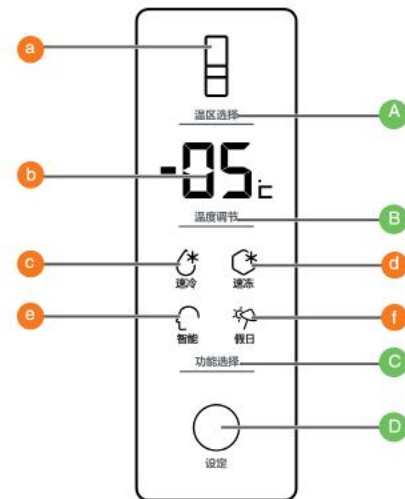 a
温区选择 A
b -05℃
温度调节 B
c 速冷 速冻 d
e 智能 假日 f
功能选择 C
D
设定